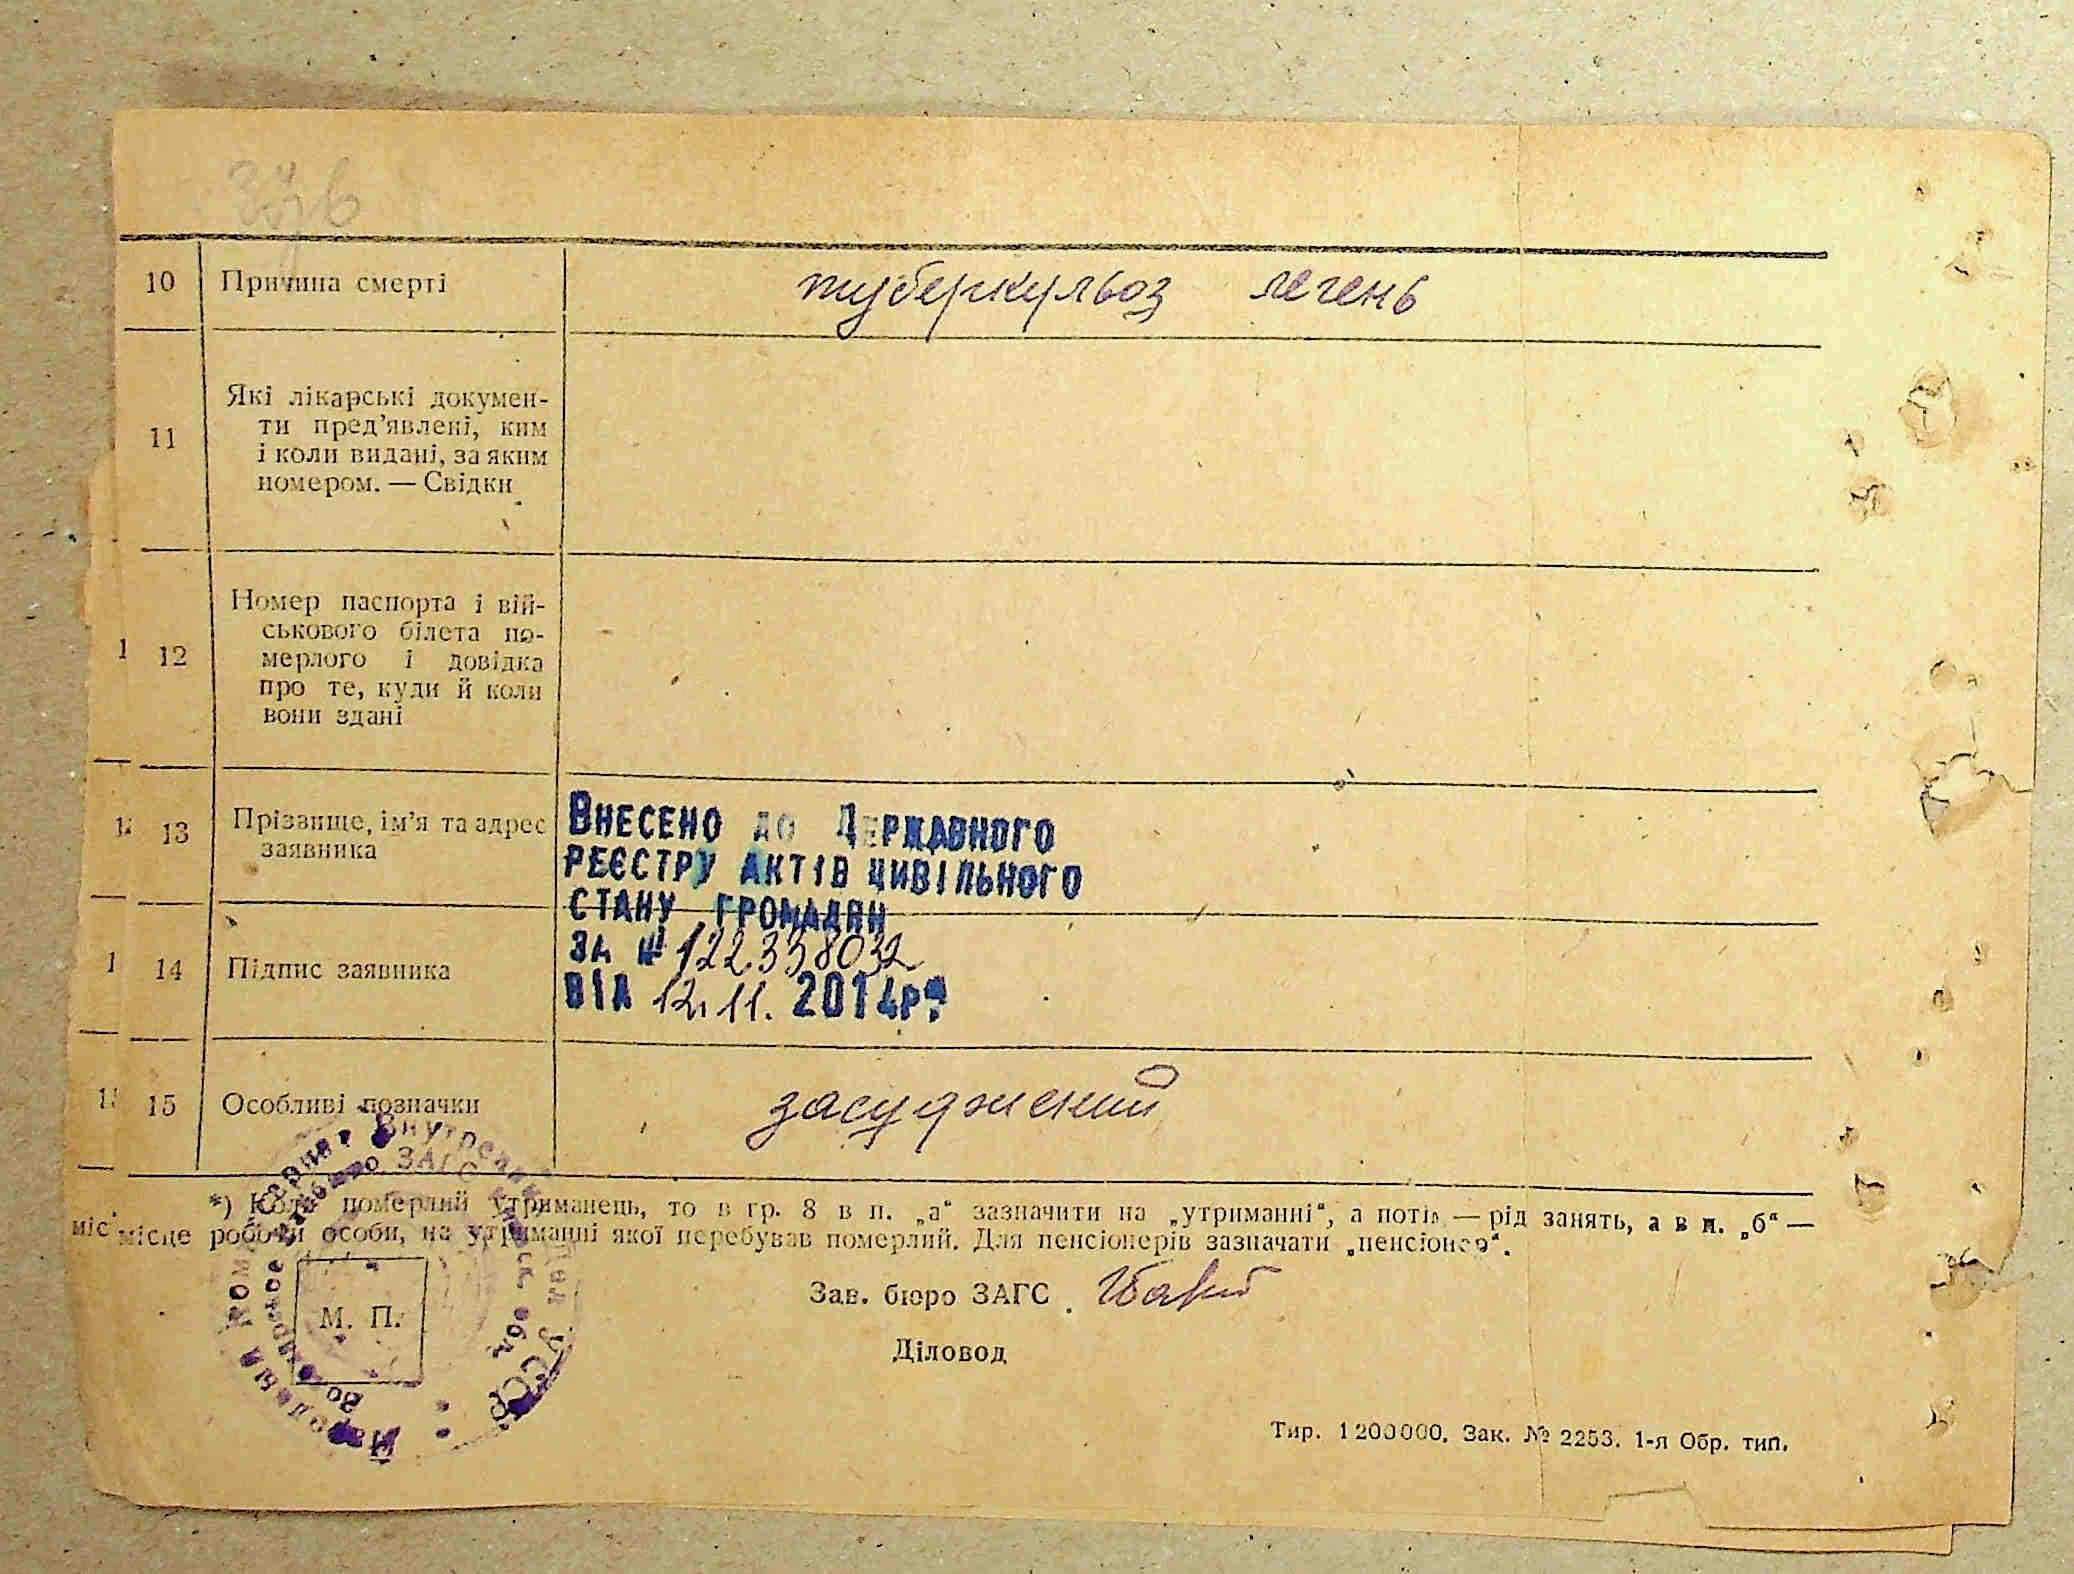 10 Причина смерті туберкульоз легень
11 Які лікарські докумен-
ти пред'явлені, ким
і коли видані, за яким
номером. — Свідки
12 Номер паспорта і вій-
ськового білета по-
мерлого і довідка
про те, куди й коли
вони здані
13 Прізвище, ім'я та адрес
заявника
Внесено до Державного
реєстру актів цивільного
стану громадян
за № 122358032
від 12.11. 2014р.
14 Підпис заявника
15 Особливі позначки засуджений
*) Коли померлий утриманець, то в гр. 8 в п. „а“ зазначити на „утриманні“, а потім — рід занять, а в п. „б“ —
місце роботи особи, на утриманні якої перебував померлий. Для пенсіонерів зазначати „пенсіонер“.
М. П.
Зав. бюро ЗАГС
Діловод
Тир. 1200000. Зак. № 2253. 1-я Обр. тип.